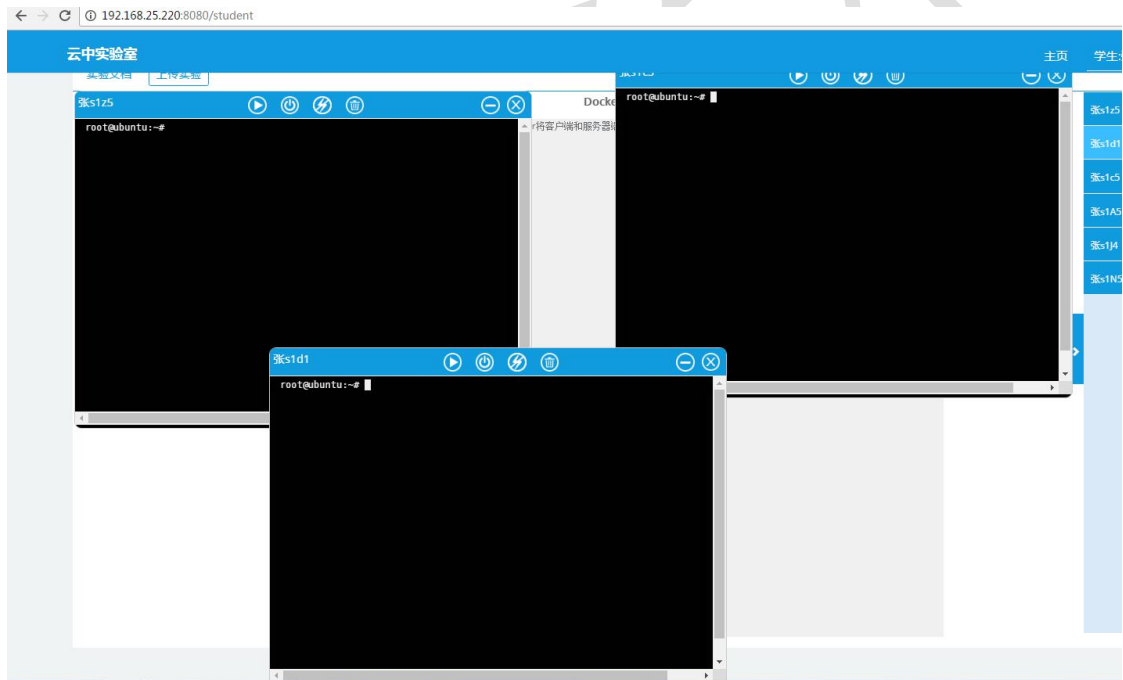 192.168.25.220:8080/student
云中实验室
主页
学生:
实验文档
上传实验
张s1z5
root@ubuntu:~#
Docke
r将客户端和服务器端
root@ubuntu:~#
张s1d1
root@ubuntu:~#
张s1z5
张s1d1
张s1c5
张s1A5
张s1J4
张s1N5